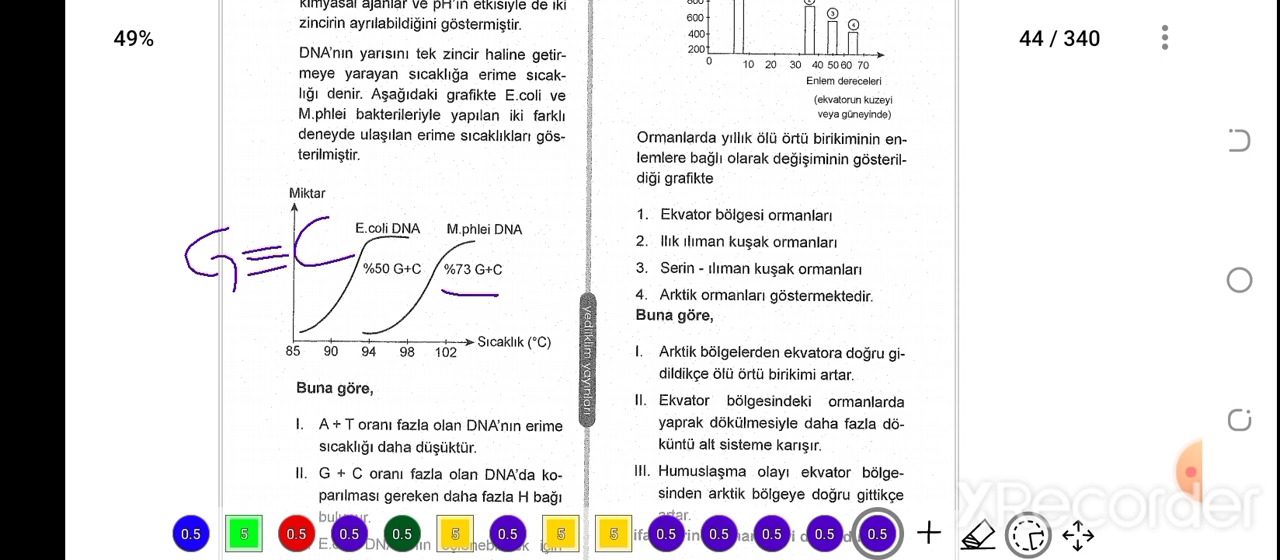 49%
44 / 340
kimyasal ajanlar ve pH'ın etkisiyle de iki
zincirin ayrılabildiğini göstermiştir.
DNA'nın yarısını tek zincir haline getir-
meye yarayan sıcaklığa erime sıcak-
lığı denir. Aşağıdaki grafikte E.coli ve
M.phlei bakterileriyle yapılan iki farklı
deneyde ulaşılan erime sıcaklıkları gös-
terilmiştir.
Miktar
E.coli DNA M.phlei DNA
%50 G+C %73 G+C
G≡C
85 90 94 98 102 Sıcaklık (°C)
Buna göre,
I. A + T oranı fazla olan DNA'nın erime
sıcaklığı daha düşüktür.
II. G + C oranı fazla olan DNA'da ko-
parılması gereken daha fazla H bağı
bulunur.
E.coli DNA için
yediiklim yayınları
800
600
400
200
3
4
0 10 20 30 40 50 60 70
Enlem dereceleri
(ekvatorun kuzeyi
veya güneyinde)
Ormanlarda yıllık ölü örtü birikiminin en-
lemlere bağlı olarak değişiminin gösteril-
diği grafikte
1. Ekvator bölgesi ormanları
2. Ilık ılıman kuşak ormanları
3. Serin - ılıman kuşak ormanları
4. Arktik ormanları göstermektedir.
Buna göre,
I. Arktik bölgelerden ekvatora doğru gi-
dildikçe ölü örtü birikimi artar.
II. Ekvator bölgesindeki ormanlarda
yaprak dökülmesiyle daha fazla dö-
küntü alt sisteme karışır.
III. Humuslaşma olayı ekvator bölge-
sinden arktik bölgeye doğru gittikçe
artar.
0.5 5 0.5 0.5 0.5 5 0.5 5 5 0.5 0.5 0.5 0.5 0.5
XRecorder